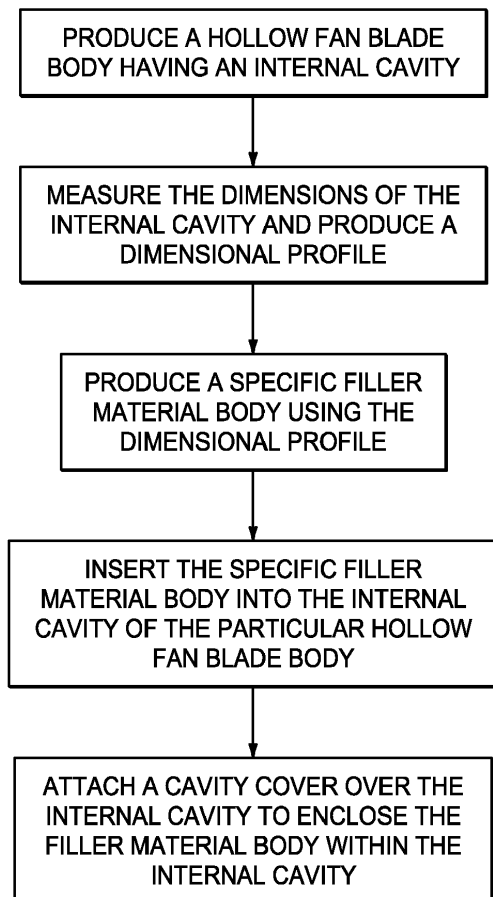 PRODUCE A HOLLOW FAN BLADE
BODY HAVING AN INTERNAL CAVITY
MEASURE THE DIMENSIONS OF THE
INTERNAL CAVITY AND PRODUCE A
DIMENSIONAL PROFILE
PRODUCE A SPECIFIC FILLER
MATERIAL BODY USING THE
DIMENSIONAL PROFILE
INSERT THE SPECIFIC FILLER
MATERIAL BODY INTO THE INTERNAL
CAVITY OF THE PARTICULAR HOLLOW
FAN BLADE BODY
ATTACH A CAVITY COVER OVER THE
INTERNAL CAVITY TO ENCLOSE THE
FILLER MATERIAL BODY WITHIN THE
INTERNAL CAVITY